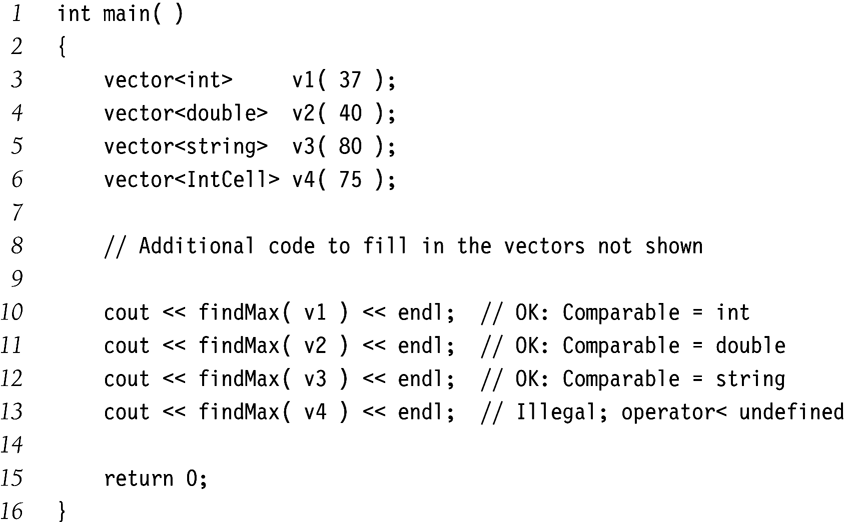 1 int main( )
2 {
3 vector<int> v1( 37 );
4 vector<double> v2( 40 );
5 vector<string> v3( 80 );
6 vector<IntCell> v4( 75 );
7
8 // Additional code to fill in the vectors not shown
9
10 cout << findMax( v1 ) << endl; // OK: Comparable = int
11 cout << findMax( v2 ) << endl; // OK: Comparable = double
12 cout << findMax( v3 ) << endl; // OK: Comparable = string
13 cout << findMax( v4 ) << endl; // Illegal; operator< undefined
14
15 return 0;
16 }